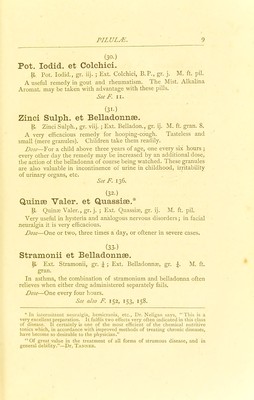 PILULÆ. 9
(30.)
Pot. Iodid. et Colchici.
℞. Pot. Iodid., gr. iij. ; Ext. Colchici, B.P., gr. j. M. ft. pil.
A useful remedy in gout and rheumatism. The Mist. Alkalina
Aromat. may be taken with advantage with these pills.
See F. 11.
(31.)
Zinci Sulph. et Belladonnæ.
℞. Zinci Sulph., gr. viij. ; Ext. Belladon., gr. ij. M. ft. gran. 8.
A very efficacious remedy for hooping-cough. Tasteless and
small (mere granules). Children take them readily.
Dose—For a child above three years of age, one every six hours ;
every other day the remedy may be increased by an additional dose,
the action of the belladonna of course being watched. These granules
are also valuable in incontinence of urine in childhood, irritability
of urinary organs, etc.
See F. 136.
(32.)
Quinæ Valer. et Quassiæ.*
℞. Quinæ Valer., gr. j. ; Ext. Quassiæ, gr. ij. M. ft. pil.
Very useful in hysteria and analogous nervous disorders ; in facial
neuralgia it is very efficacious.
Dose—One or two, three times a day, or oftener in severe cases.
(33.)
Stramonii et Belladonnæ.
℞. Ext. Stramonii, gr. ¼ ; Ext. Belladonnæ, gr. ¼. M. ft.
gran.
In asthma, the combination of stramonium and belladonna often
relieves when either drug administered separately fails.
Dose—One every four hours.
See also F. 152, 153, 158.
* In intermittent neuralgia, hemicrania, etc., Dr. Neligan says, "This is a
very excellent preparation. It fulfils two effects very often indicated in this class
of disease. It certainly is one of the most efficient of the chemical nutritive
tonics which, in accordance with improved methods of treating chronic diseases,
have become so desirable to the physician."
"Of great value in the treatment of all forms of strumous disease, and in
general debility."—Dr. TANNER.